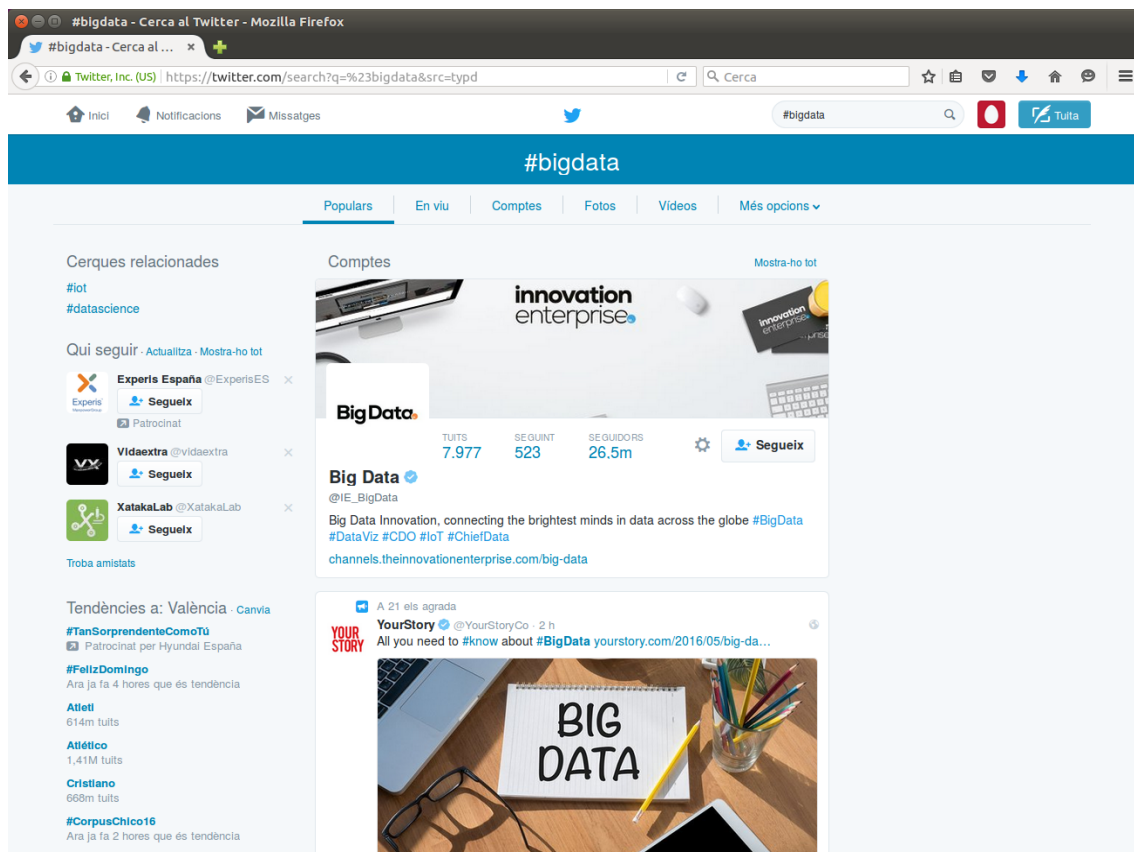 #bigdata - Cerca al Twitter - Mozilla Firefox
#bigdata - Cerca al ...
Twitter, Inc. (US) https://twitter.com/search?q=%23bigdata&src=typd
Cerca
Inici Notificacions Missatges
#bigdata
Tuita
#bigdata
Populars En viu Comptes Fotos Vídeos Més opcions
Cerques relacionades
#iot
#datascience
Qui seguir · Actualitza · Mostra-ho tot
Experis España @ExperisES
Experis
Segueix
Patrocinat
Vidaextra @vidaextra
VX
Segueix
XatakaLab @XatakaLab
Segueix
Troba amistats
Tendències a: València · Canvia
#TanSorprendenteComoTú
Patrocinat per Hyundai España
#FelizDomingo
Ara ja fa 4 hores que és tendència
Atleti
614m tuits
Atlético
1,41M tuits
Cristiano
668m tuits
#CorpusChico16
Ara ja fa 2 hores que és tendència
Comptes
Mostra-ho tot
innovation
enterprise
innovation
enterprise
Big Data
TUITS SEGUINT SEGUIDORS
7.977 523 26,5m
Segueix
Big Data
@IE_BigData
Big Data Innovation, connecting the brightest minds in data across the globe #BigData
#DataViz #CDO #IoT #ChiefData
channels.theinnovationenterprise.com/big-data
A 21 els agrada
YourStory @YourStoryCo · 2 h
YOUR
STORY
All you need to #know about #BigData yourstory.com/2016/05/big-da…
BIG
DATA